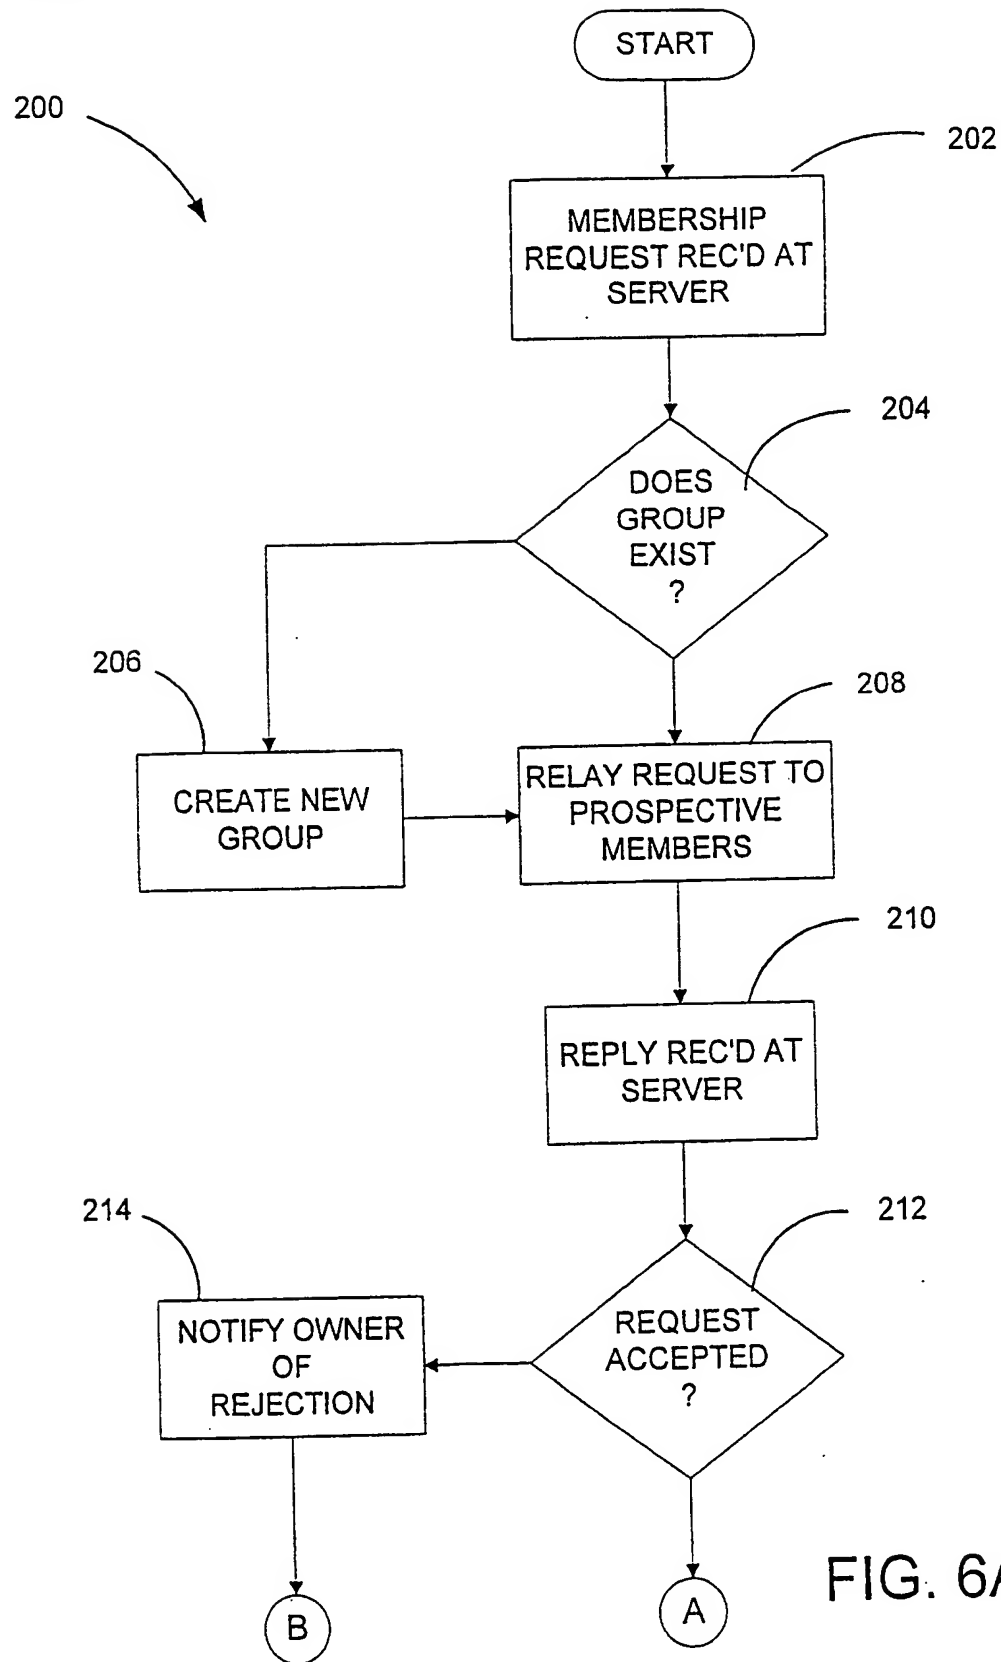 START
200
202
MEMBERSHIP
REQUEST REC'D AT
SERVER
204
DOES
GROUP
EXIST
?
206
208
CREATE NEW
GROUP
RELAY REQUEST TO
PROSPECTIVE
MEMBERS
210
REPLY REC'D AT
SERVER
214
212
NOTIFY OWNER
OF
REJECTION
REQUEST
ACCEPTED
?
B
A
FIG. 6A